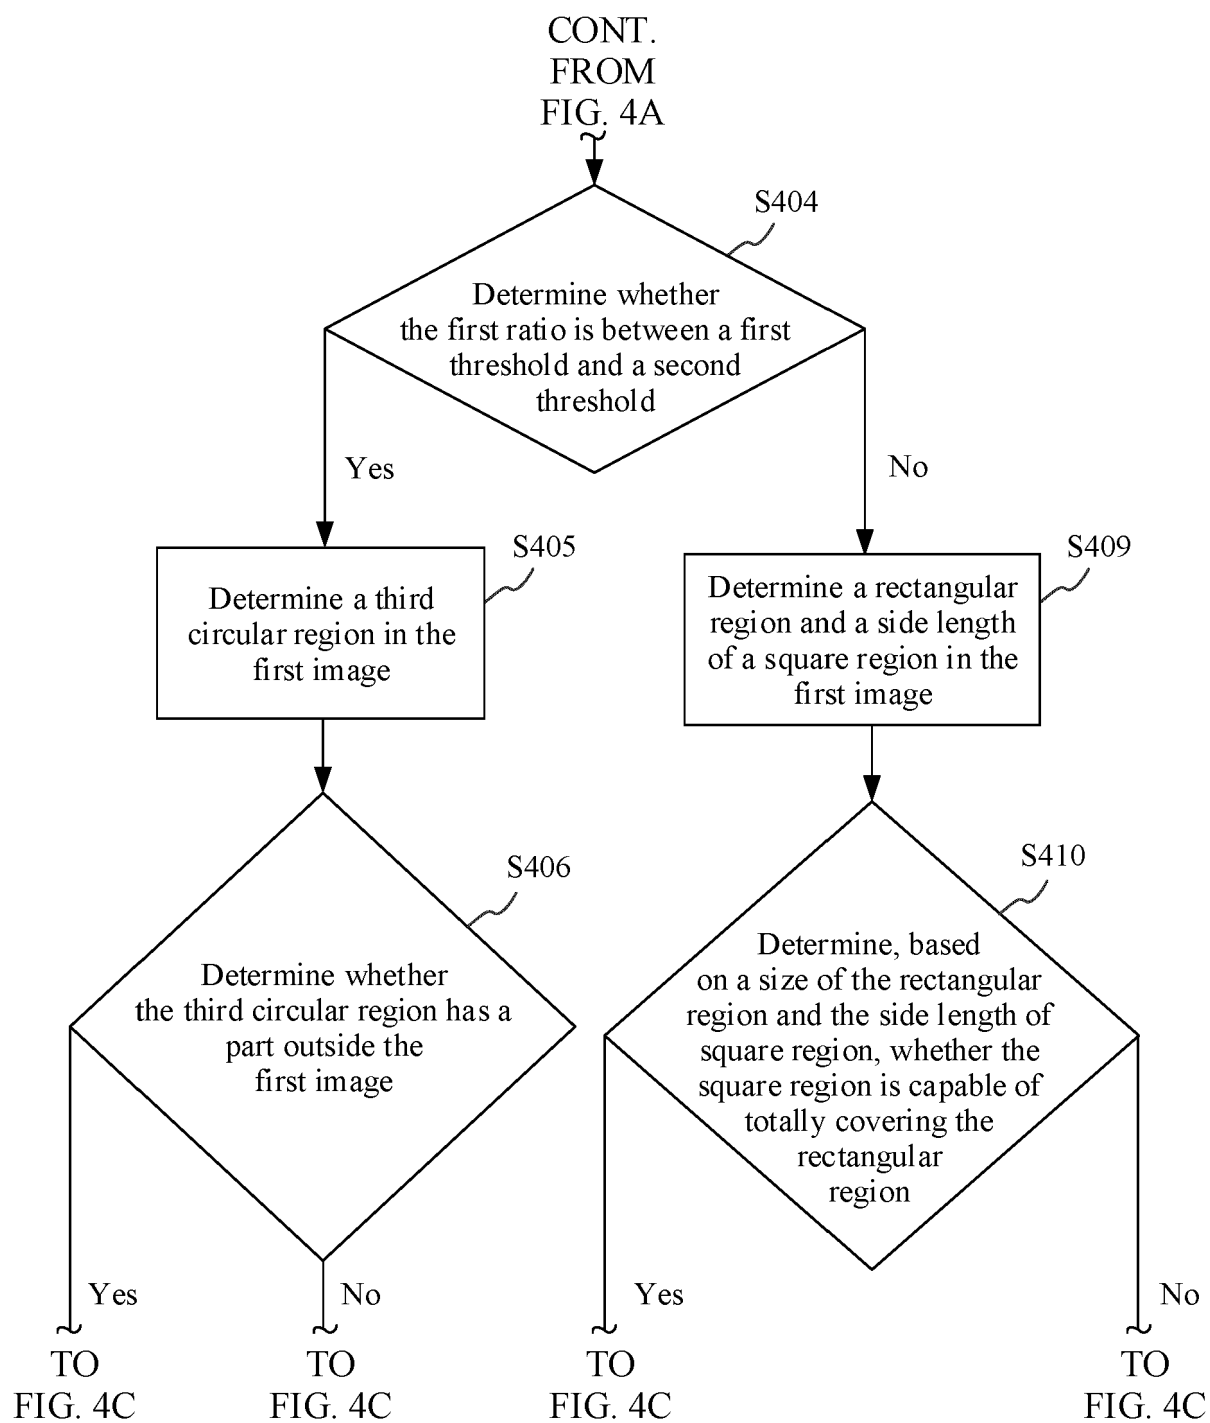 CONT.
FROM
FIG. 4A
S404
Determine whether
the first ratio is between a first
threshold and a second
threshold
Yes
No
S405
Determine a third
circular region in the
first image
S409
Determine a rectangular
region and a side length
of a square region in the
first image
S406
Determine whether
the third circular region has a
part outside the
first image
S410
Determine, based
on a size of the rectangular
region and the side length of
square region, whether the
square region is capable of
totally covering the
rectangular
region
Yes
No
Yes
No
TO
FIG. 4C
TO
FIG. 4C
TO
FIG. 4C
TO
FIG. 4C